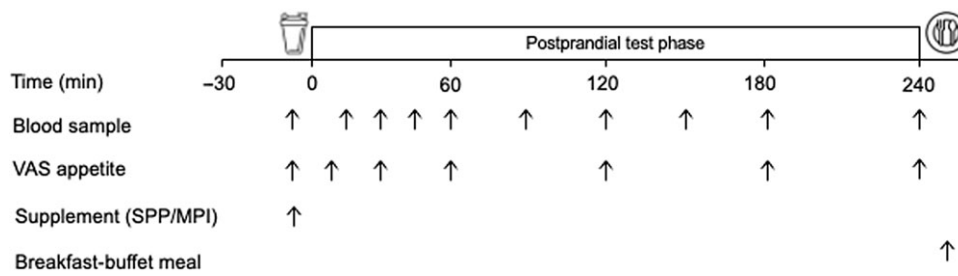 Postprandial test phase
Time (min) –30 0 60 120 180 240
Blood sample
VAS appetite
Supplement (SPP/MPI)
Breakfast-buffet meal